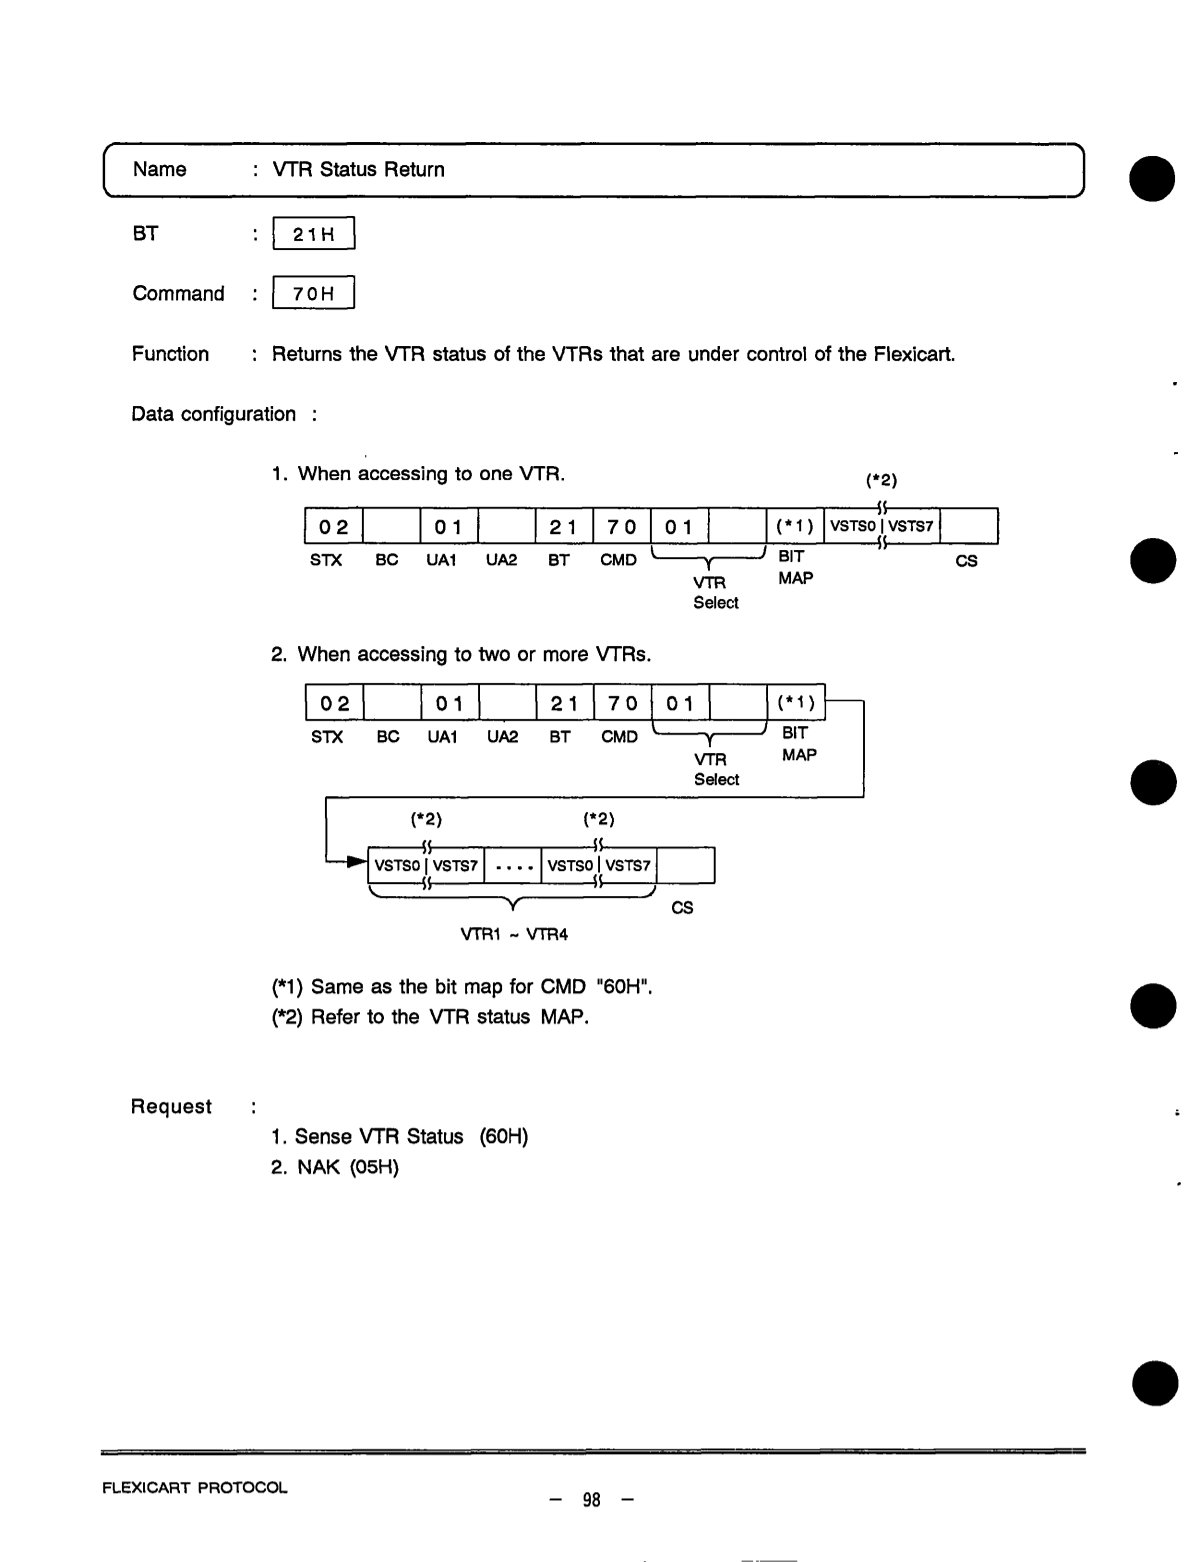 Name : VTR Status Return
BT : 21H
Command : 70H
Function : Returns the VTR status of the VTRs that are under control of the Flexicart.
Data configuration :
1. When accessing to one VTR.
(*2)
02 01 21 70 01 (*1) VSTS0 VSTS7
STX BC UA1 UA2 BT CMD BIT CS
VTR MAP
Select
2. When accessing to two or more VTRs.
02 01 21 70 01 (*1)
STX BC UA1 UA2 BT CMD BIT
VTR MAP
Select
(*2) (*2)
VSTS0 VSTS7 .... VSTS0 VSTS7
CS
VTR1 ~ VTR4
(*1) Same as the bit map for CMD "60H".
(*2) Refer to the VTR status MAP.
Request :
1. Sense VTR Status (60H)
2. NAK (05H)
FLEXICART PROTOCOL
– 98 –